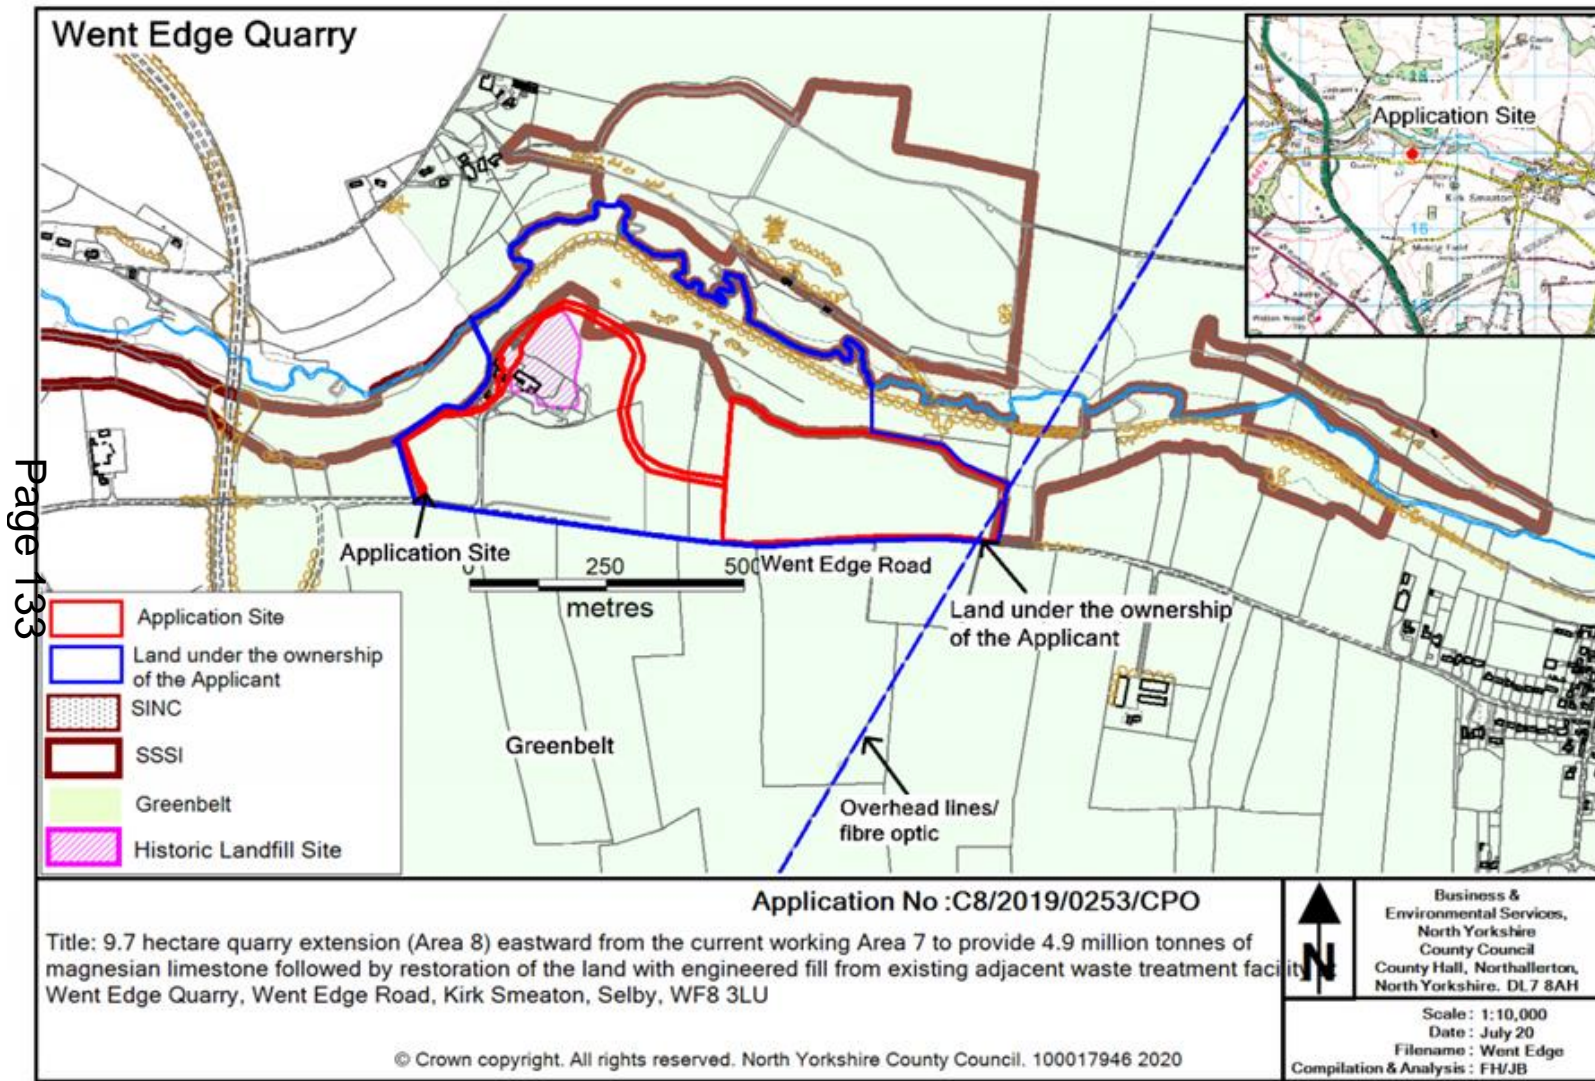 Went Edge Quarry
Application Site
Kirk Smeaton
16
Page 133
Application Site
0 250 500
metres
Went Edge Road
Land under the ownership
of the Applicant
Greenbelt
Overhead lines/
fibre optic
Application Site
Land under the ownership
of the Applicant
SINC
SSSI
Greenbelt
Historic Landfill Site
Application No :C8/2019/0253/CPO
Title: 9.7 hectare quarry extension (Area 8) eastward from the current working Area 7 to provide 4.9 million tonnes of
magnesian limestone followed by restoration of the land with engineered fill from existing adjacent waste treatment facility
Went Edge Quarry, Went Edge Road, Kirk Smeaton, Selby, WF8 3LU
© Crown copyright. All rights reserved. North Yorkshire County Council. 100017946 2020
N
Business &
Environmental Services,
North Yorkshire
County Council
County Hall, Northallerton,
North Yorkshire. DL7 8AH
Scale : 1:10,000
Date : July 20
Filename : Went Edge
Compilation & Analysis : FH/JB